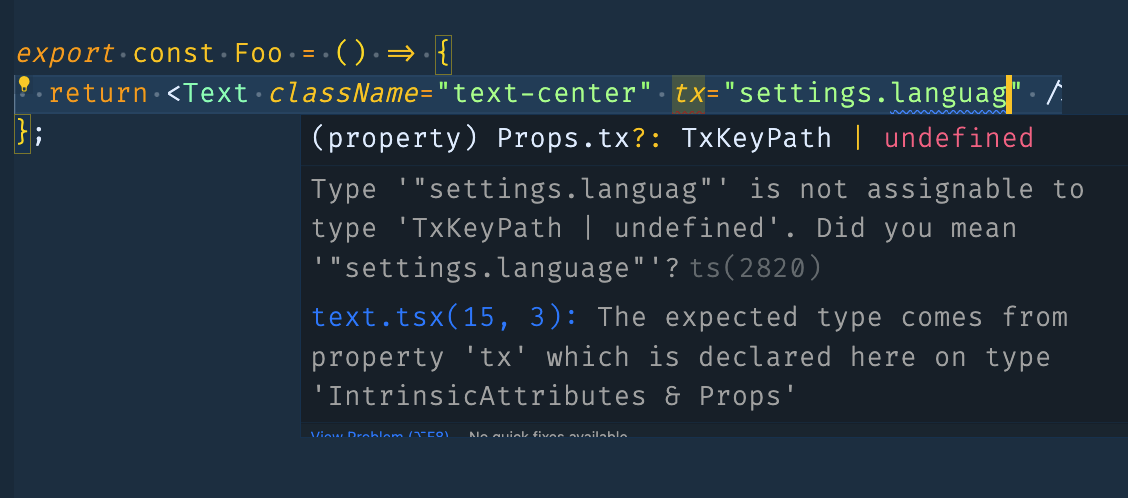 export const Foo = () => {
return <Text className="text-center" tx="settings.languag" />
};
(property) Props.tx?: TxKeyPath | undefined
Type '"settings.languag"' is not assignable to
type 'TxKeyPath | undefined'. Did you mean
'"settings.language"'? ts(2820)
text.tsx(15, 3): The expected type comes from
property 'tx' which is declared here on type
'IntrinsicAttributes & Props'
View Problem (⌥F8) No quick fixes available